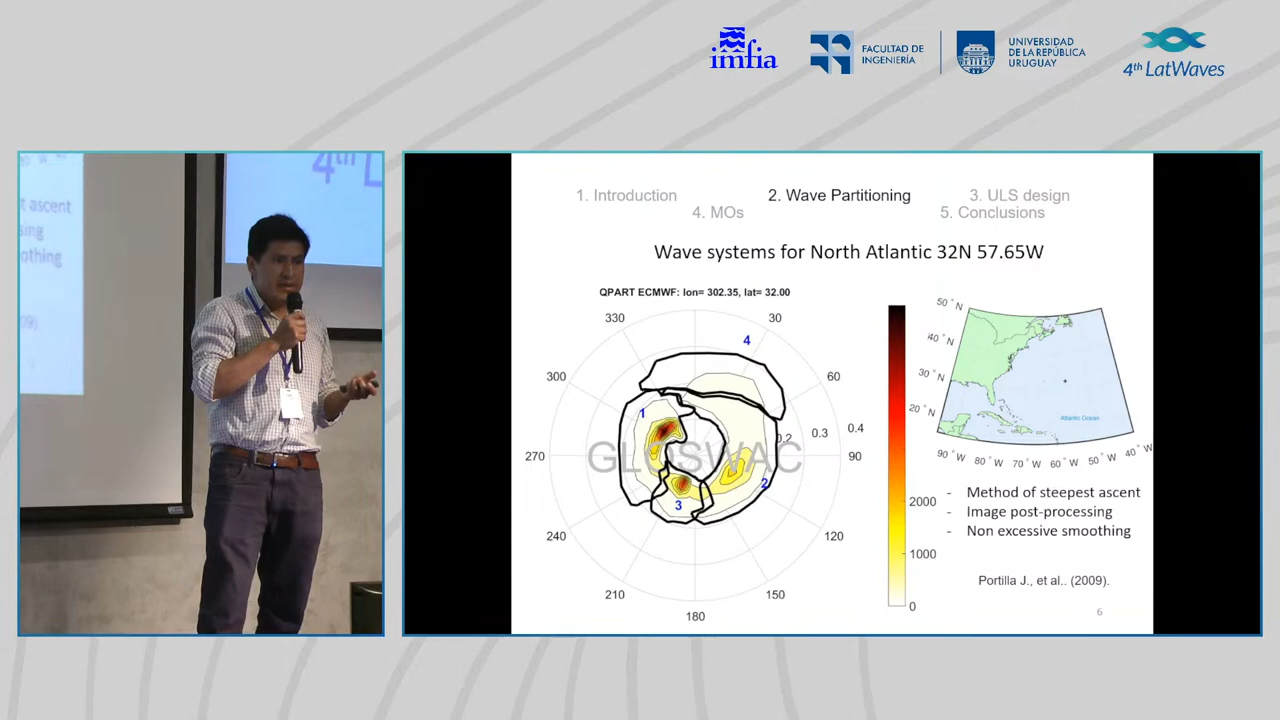 imfia
FACULTAD DE
INGENIERÍA
UNIVERSIDAD
DE LA REPÚBLICA
URUGUAY
4th LatWaves
4th L
t ascent
sing
othing
09).
1. Introduction
2. Wave Partitioning
3. ULS design
4. MOs
5. Conclusions
Wave systems for North Atlantic 32N 57.65W
QPART ECMWF: lon= 302.35, lat= 32.00
330
30
300
60
270
90
240
120
210
150
180
0.2
0.3
0.4
1
2
3
4
GLOSWAC
2000
1000
0
50 ° N
40 ° N
30 ° N
20 ° N
90 ° W
80 ° W
70 ° W
60 ° W
50 ° W
40 ° W
Atlantic Ocean
- Method of steepest ascent
- Image post-processing
- Non excessive smoothing
Portilla J., et al.. (2009).
6